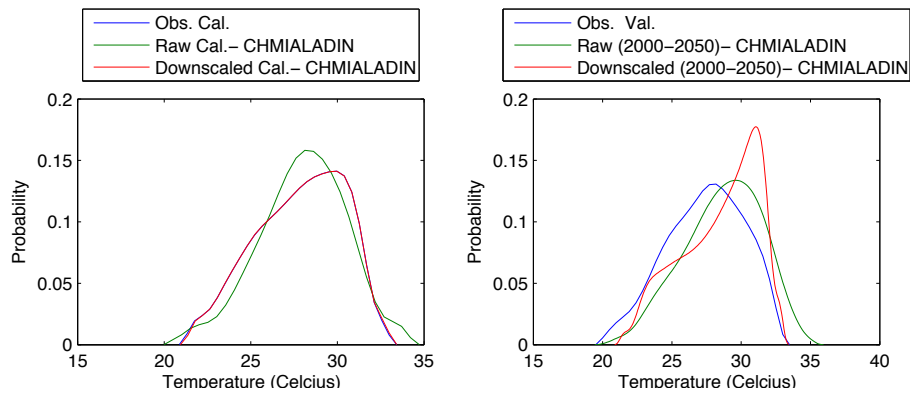 Obs. Cal.
Raw Cal.− CHMIALADIN
Downscaled Cal.− CHMIALADIN
0.2
0.15
0.1
0.05
0
Probability
15
20
25
30
35
Temperature (Celcius)
Obs. Val.
Raw (2000−2050)− CHMIALADIN
Downscaled (2000−2050)− CHMIALADIN
0.2
0.15
0.1
0.05
0
Probability
15
20
25
30
35
40
Temperature (Celcius)